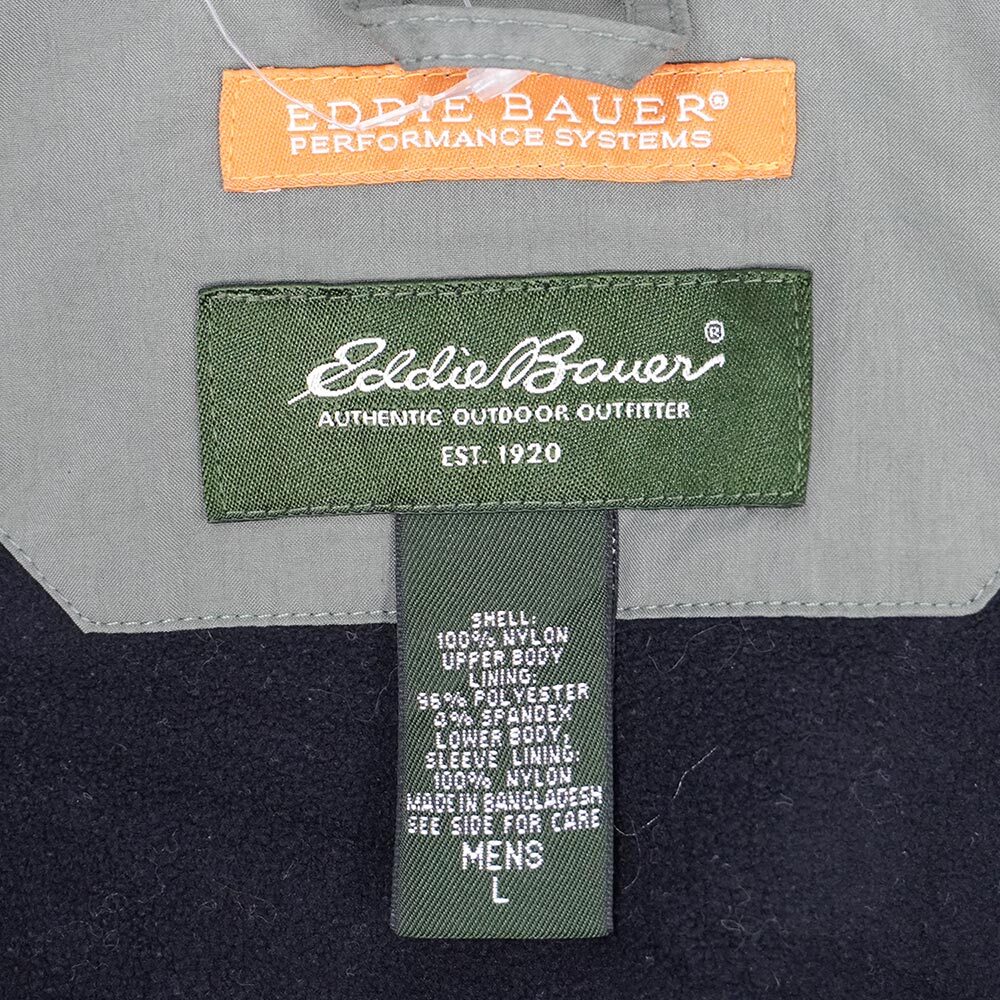 EDDIE BAUER®
PERFORMANCE SYSTEMS
Eddie Bauer®
AUTHENTIC OUTDOOR OUTFITTER
EST. 1920
SHELL:
100% NYLON
UPPER BODY
LINING:
96% POLYESTER
4% SPANDEX
LOWER BODY,
SLEEVE LINING:
100% NYLON
MADE IN BANGLADESH
SEE SIDE FOR CARE
MENS
L